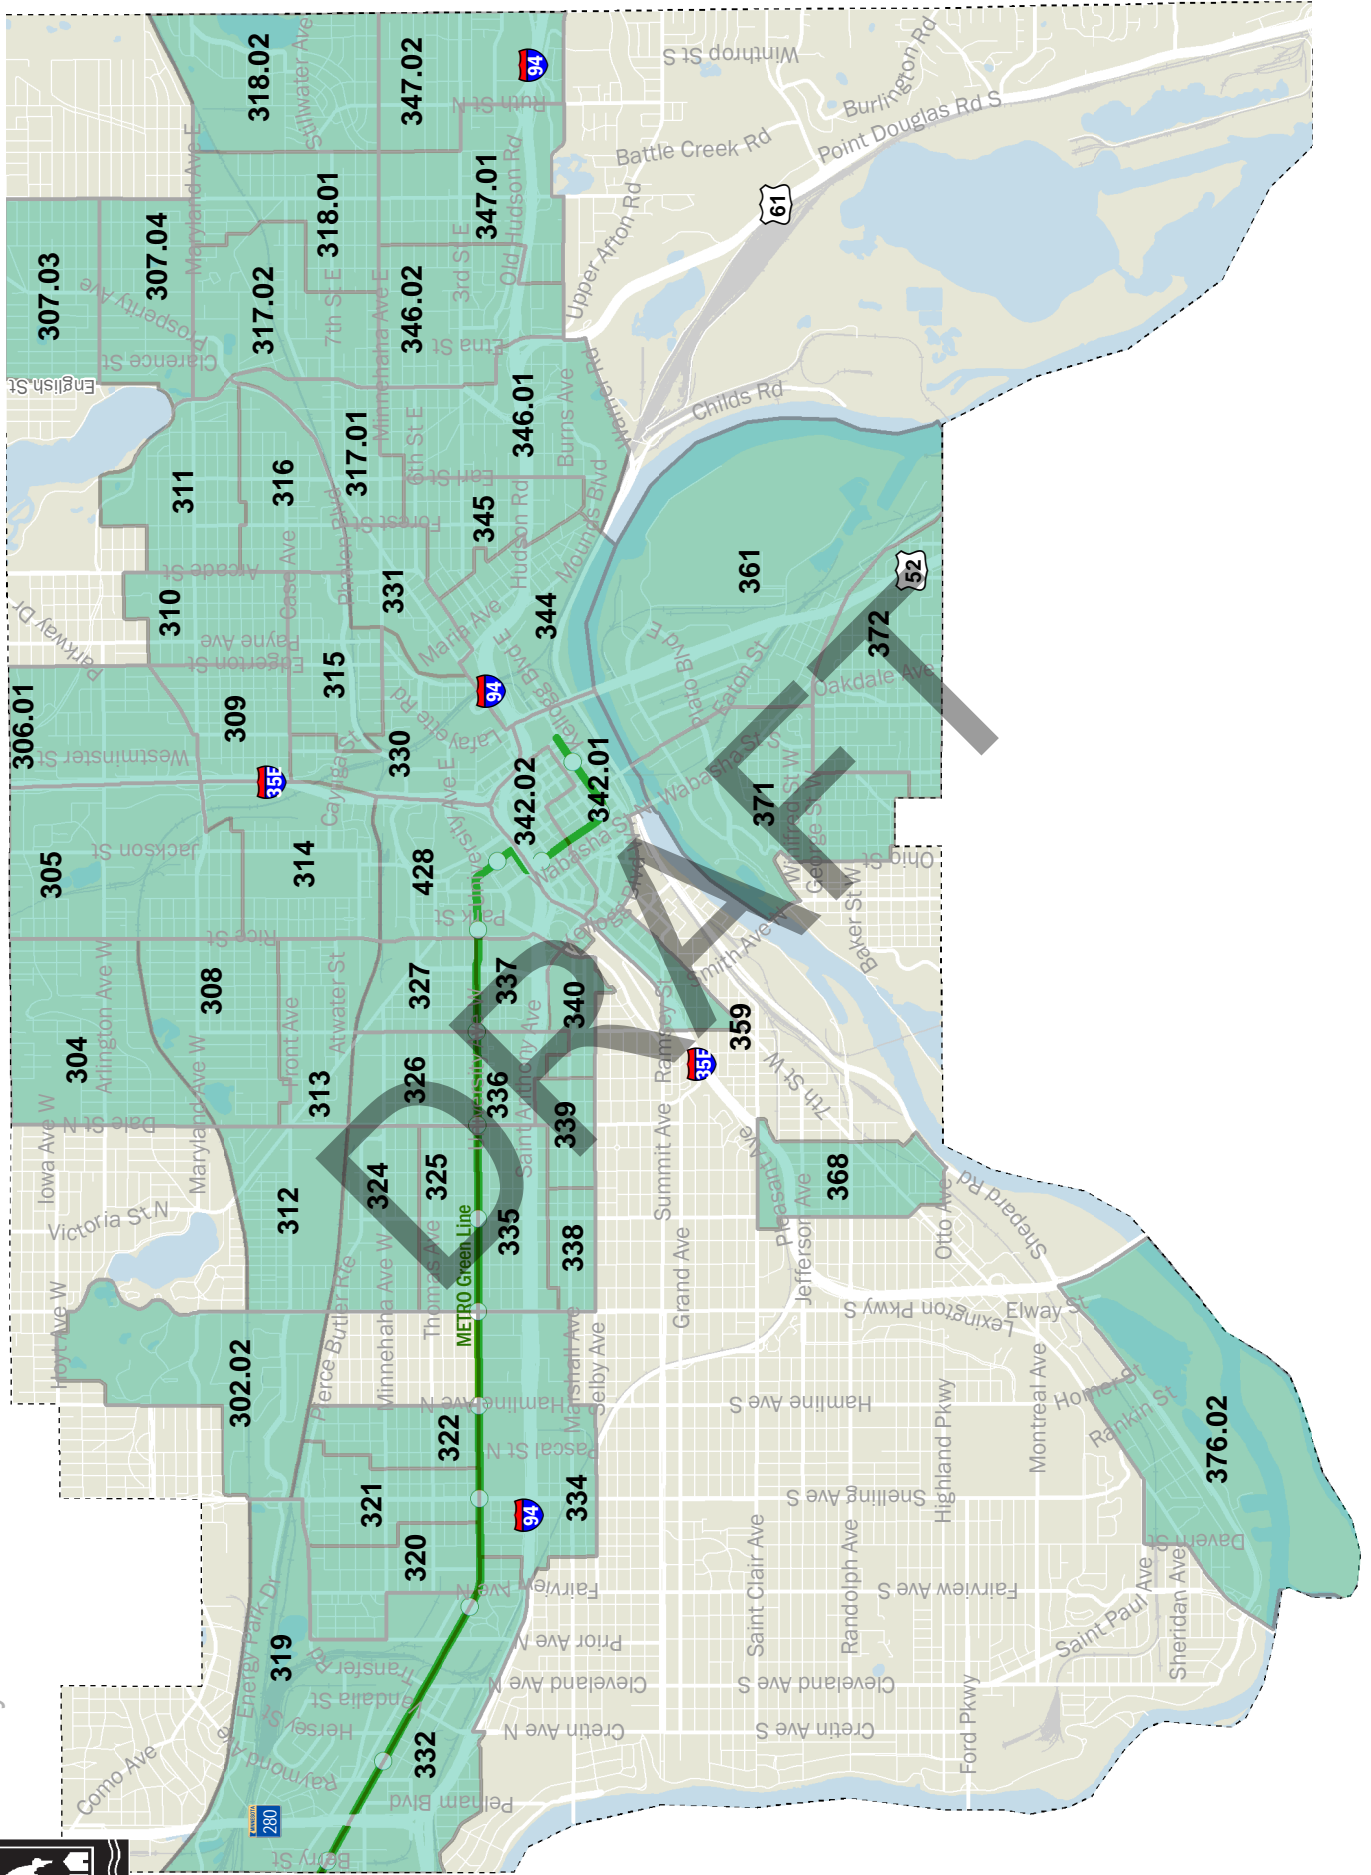 318.02
347.02
307.03
307.04
318.01
347.01
317.02
346.02
346.01
311
316
317.01
345
310
331
344
315
306.01
309
330
342.02
342.01
305
314
428
361
372
371
304
308
327
337
340
313
326
336
339
359
312
324
325
335
338
368
302.02
322
321
320
334
319
332
376.02
Stillwater Ave
Ruth St N
94
Winthrop St S
Burlington Rd
Point Douglas Rd S
Battle Creek Rd
61
Upper Afton Rd
Old Hudson Rd
3rd St E
Maryland Ave E
Prosperity Ave
Clarence St
English St
7th St E
Minnehaha Ave E
Etna St
Burns Ave
Warner Rd
Childs Rd
6th St E
Earl St
Forest St
Hudson Rd
Mounds Blvd
Phalen Blvd
Case Ave
Arcade St
Payne Ave
Edgerton St
Parkway Dr
Maria Ave
Lafayette Rd
94
Kellogg Blvd E
Plato Blvd E
Eaton St
52
Oakdale Ave
Wabasha St S
Winifred St W
George St W
Ohio St
Baker St W
Westminster St
35E
Cayuga St
Jackson St
University Ave E
Wabasha St N
Park St
Rice St
Kellogg Blvd W
Smith Ave N
Arlington Ave W
Front Ave
Atwater St
Maryland Ave W
Iowa Ave W
Dale St N
Victoria St N
University Ave W
Saint Anthony Ave
Ramsey St
35E
Summit Ave
7th St W
Pleasant Ave
Jefferson Ave
Otto Ave
Shepard Rd
Grand Ave
Hoyt Ave W
Pierce Butler Rte
Minnehaha Ave W
Thomas Ave
METRO Green Line
Hamline Ave N
Pascal St N
Marshall Ave
Selby Ave
94
Lexington Pkwy S
Elway St
Homer St
Rankin St
Montreal Ave
Highland Pkwy
Hamline Ave S
Snelling Ave S
Saint Clair Ave
Randolph Ave
Fairview Ave S
Davern St
Saint Paul Ave
Sheridan Ave
Fairview Ave N
Prior Ave N
Cleveland Ave N
Cleveland Ave S
Cretin Ave N
Cretin Ave S
Ford Pkwy
Energy Park Dr
Transfer Rd
Vandalia St
Hersey St
Raymond Ave
Como Ave
Pelham Blvd
MINNESOTA
280
Berry St
DRAFT